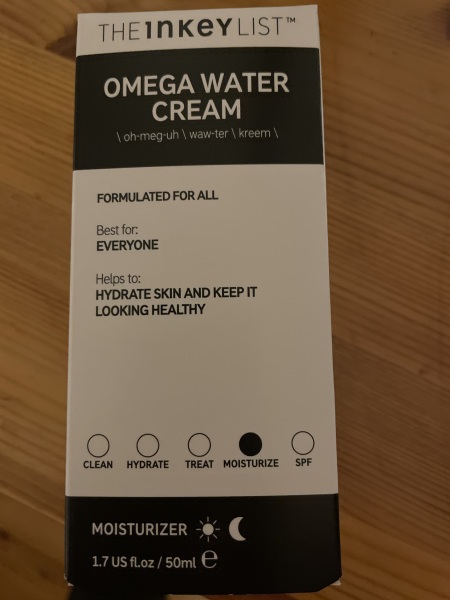 THE INKEY LIST™
OMEGA WATER
CREAM
\ oh-meg-uh \ waw-ter \ kreem \
FORMULATED FOR ALL
Best for:
EVERYONE
Helps to:
HYDRATE SKIN AND KEEP IT
LOOKING HEALTHY
CLEAN HYDRATE TREAT MOISTURIZE SPF
MOISTURIZER
1.7 US fl.oz / 50ml ℮